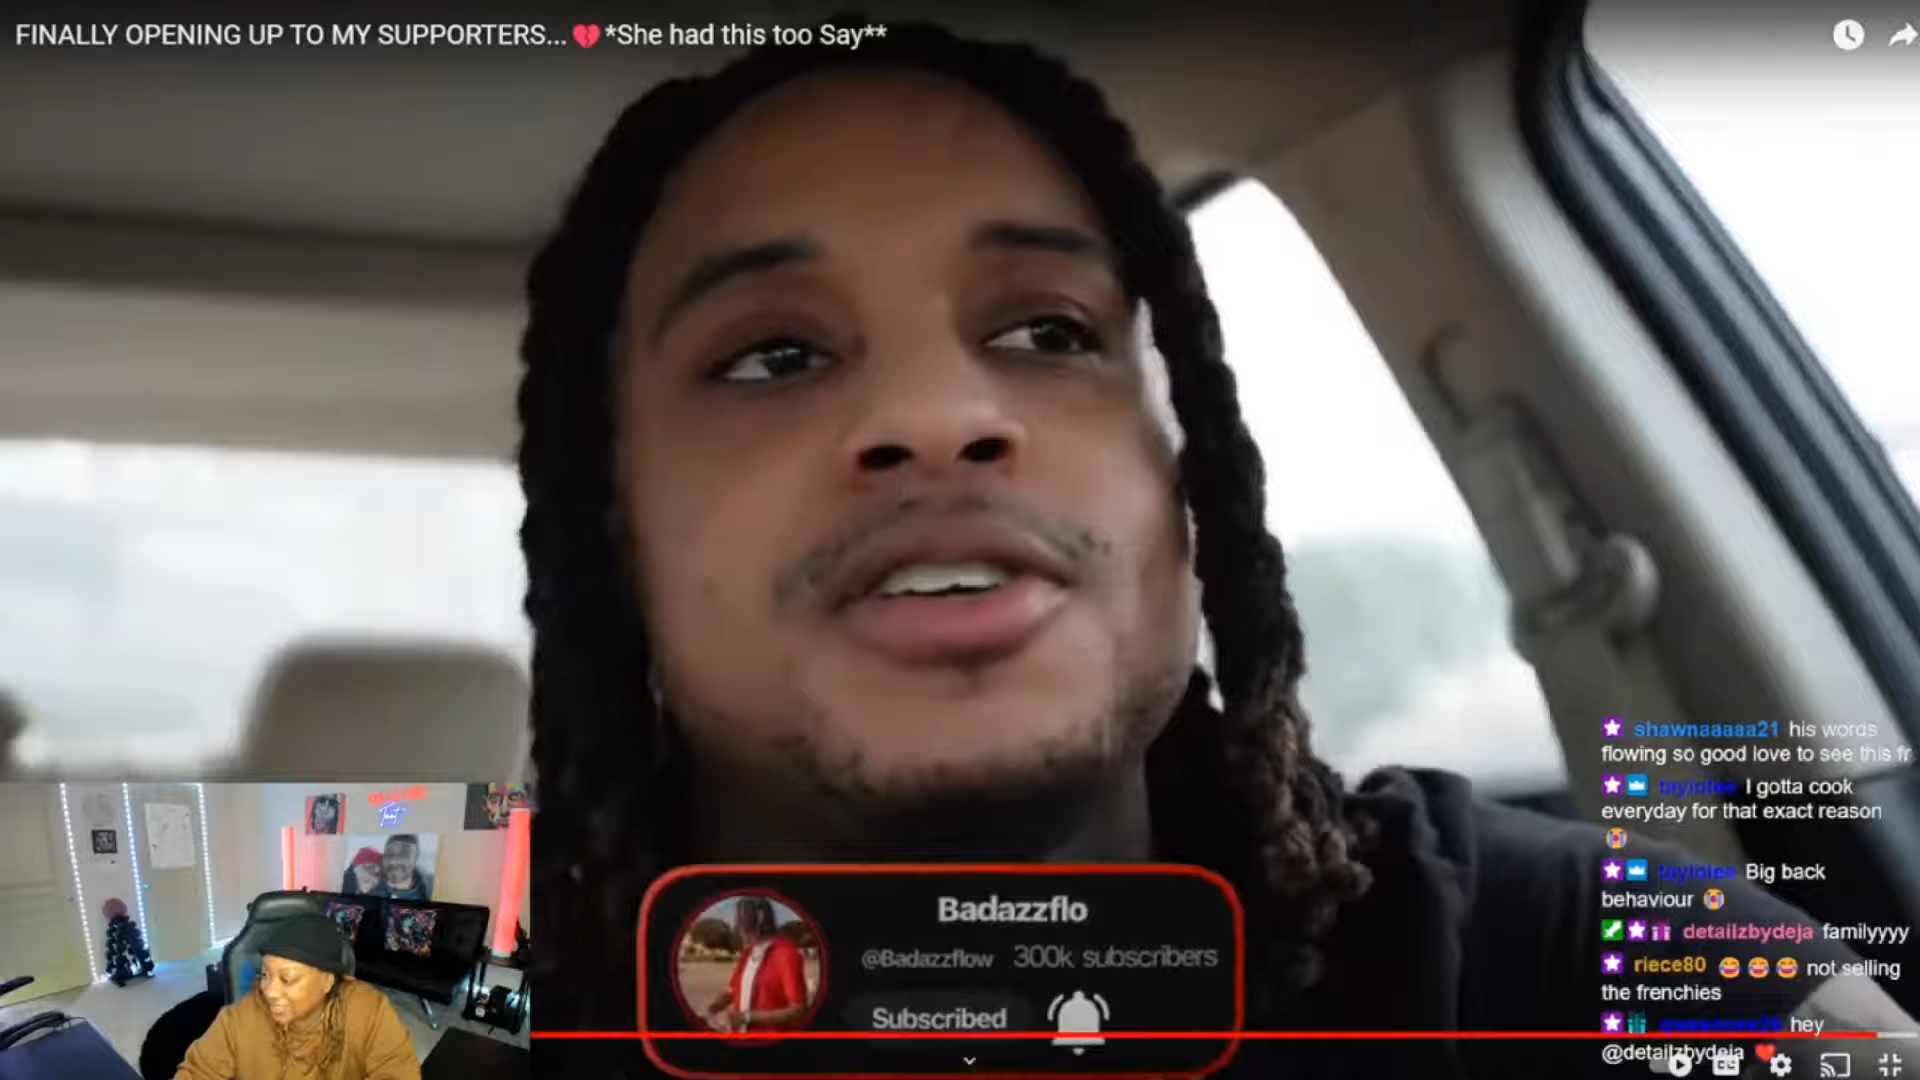 FINALLY OPENING UP TO MY SUPPORTERS...💔*She had this too Say**
shawnaaaaa21 his words
flowing so good love to see this fr
taylolee I gotta cook
everyday for that exact reason
😭
taylolee Big back
behaviour 😭
detailzbydeja familyyyy
riece80 😂😂😂 not selling
the frenchies
hey
@detailzbydeja ❤️
Badazzflo
@Badazzflow 300k subscribers
Subscribed